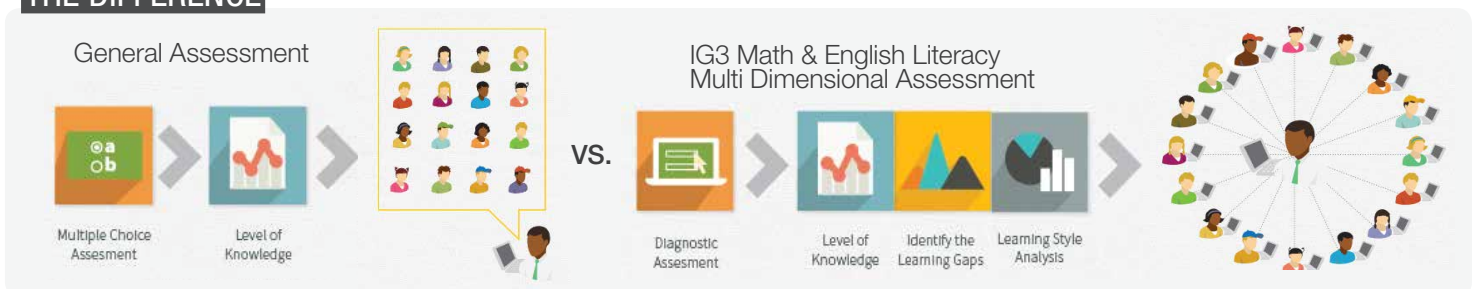 THE DIFFERENCE
General Assessment
a
b
Multiple Choice
Assesment
Level of
Knowledge
VS.
IG3 Math & English Literacy
Multi Dimensional Assessment
Diagnostic
Assesment
Level of
Knowledge
Identify the
Learning Gaps
Learning Style
Analysis